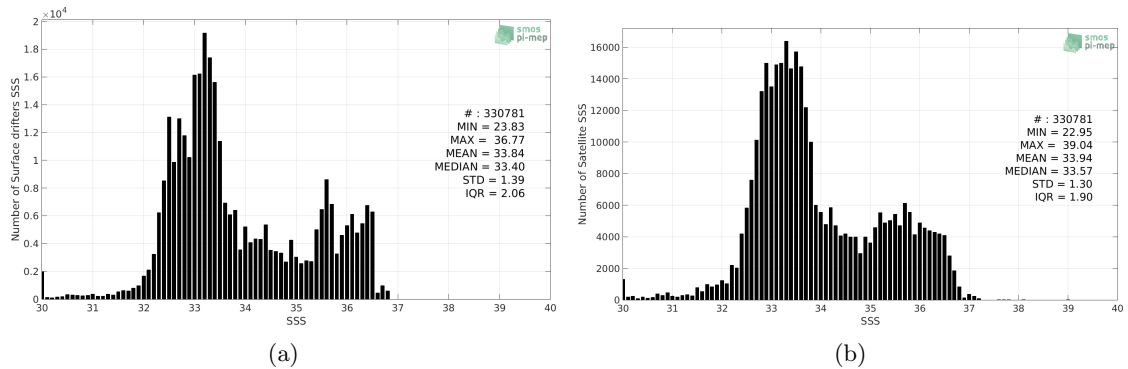 ×10⁴
2
1.8
1.6
1.4
1.2
1
0.8
0.6
0.4
0.2
0
Number of Surface drifters SSS
smos
pi-mep
# : 330781
MIN = 23.83
MAX = 36.77
MEAN = 33.84
MEDIAN = 33.40
STD = 1.39
IQR = 2.06
30 31 32 33 34 35 36 37 38 39 40
SSS
(a)
16000
14000
12000
10000
8000
6000
4000
2000
0
Number of Satellite SSS
smos
pi-mep
# : 330781
MIN = 22.95
MAX = 39.04
MEAN = 33.94
MEDIAN = 33.57
STD = 1.30
IQR = 1.90
30 31 32 33 34 35 36 37 38 39 40
SSS
(b)